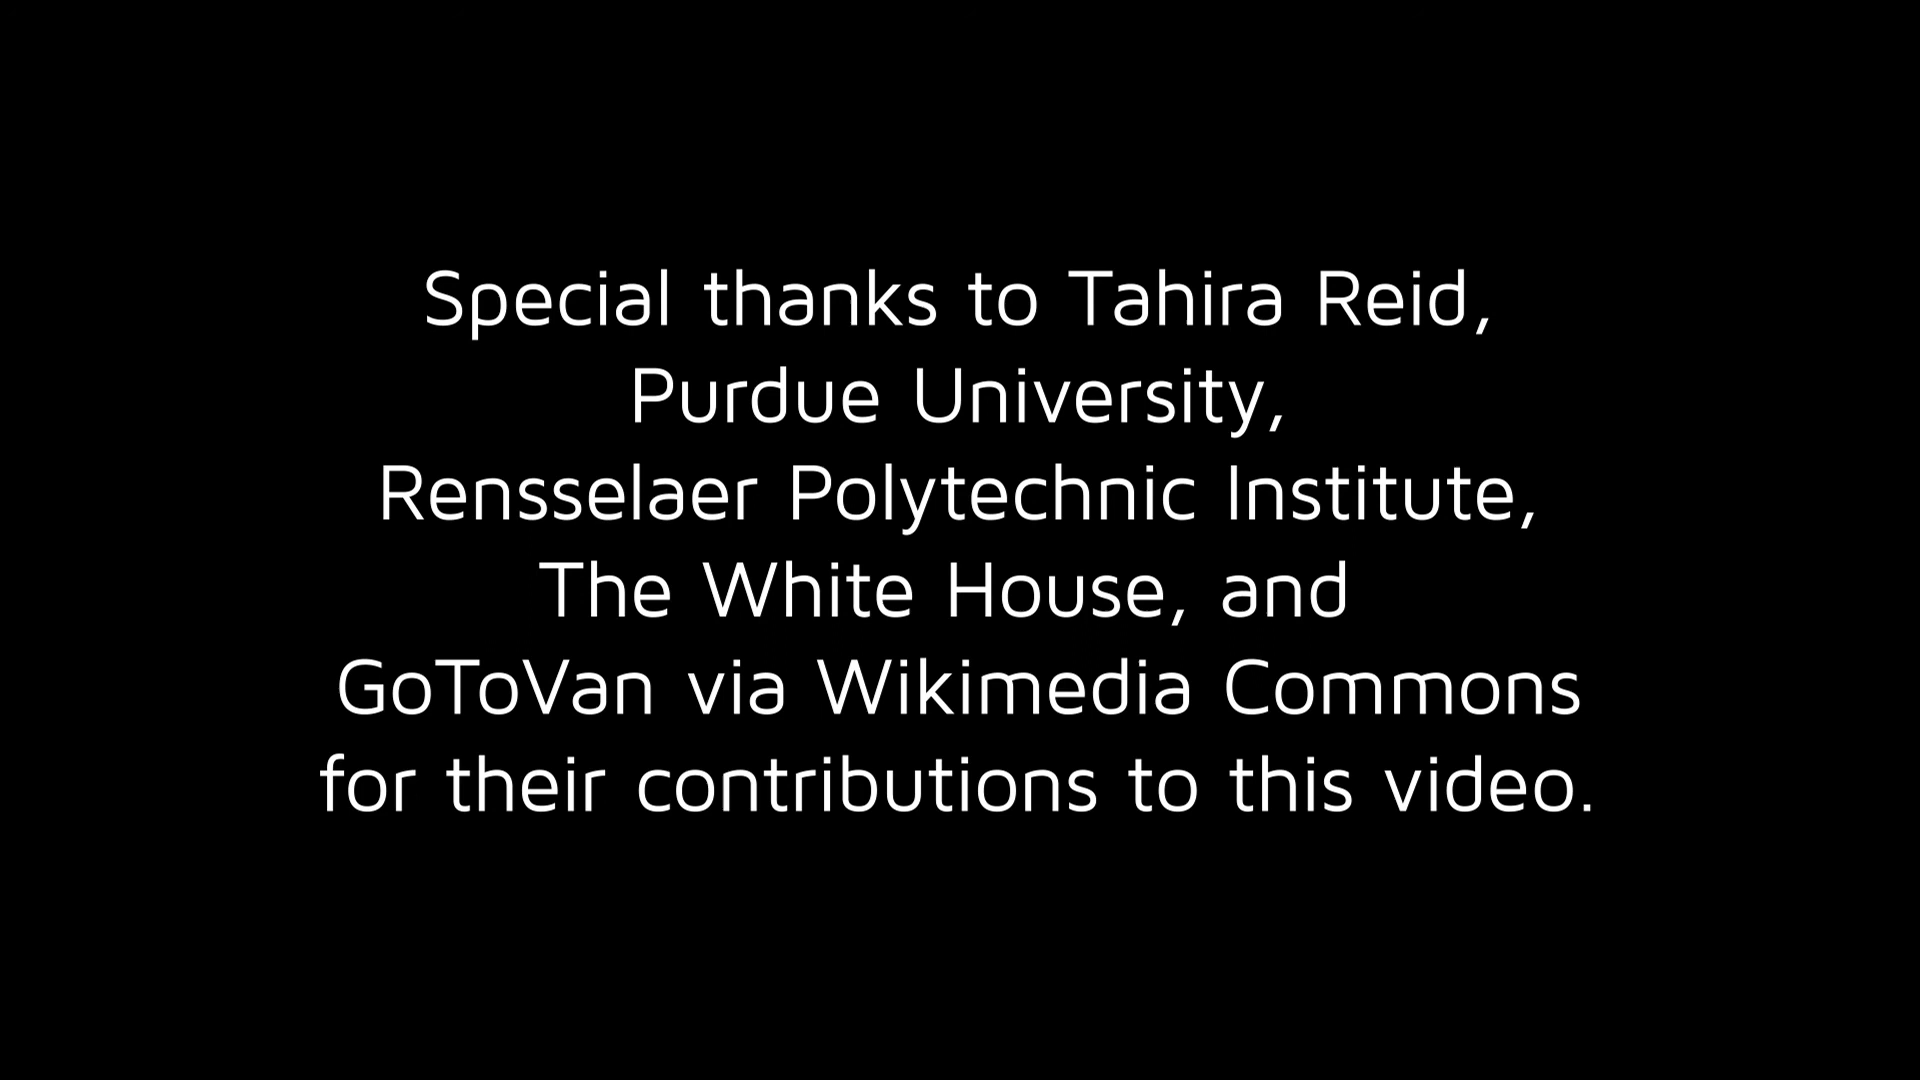 Special thanks to Tahira Reid,
Purdue University,
Rensselaer Polytechnic Institute,
The White House, and
GoToVan via Wikimedia Commons
for their contributions to this video.